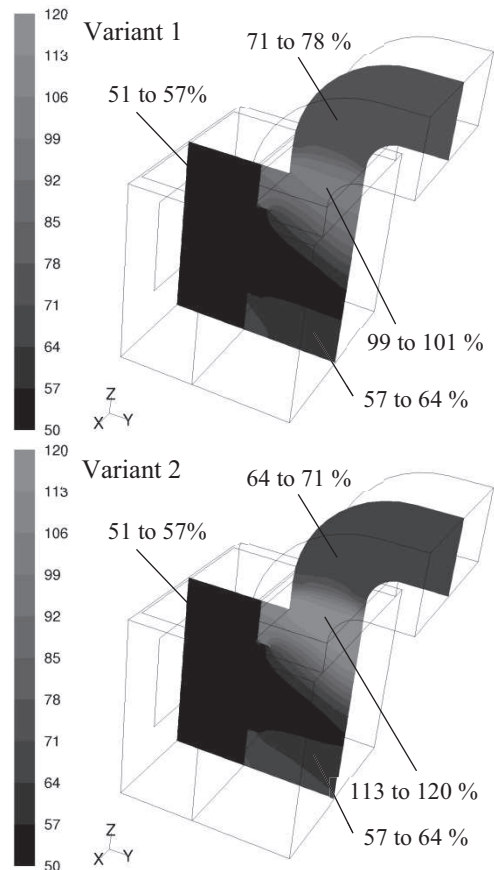 120
113
106
99
92
85
78
71
64
57
50
Variant 1
71 to 78 %
51 to 57%
99 to 101 %
57 to 64 %
Z
X Y
120
113
106
99
92
85
78
71
64
57
50
Variant 2
64 to 71 %
51 to 57%
113 to 120 %
57 to 64 %
Z
X Y